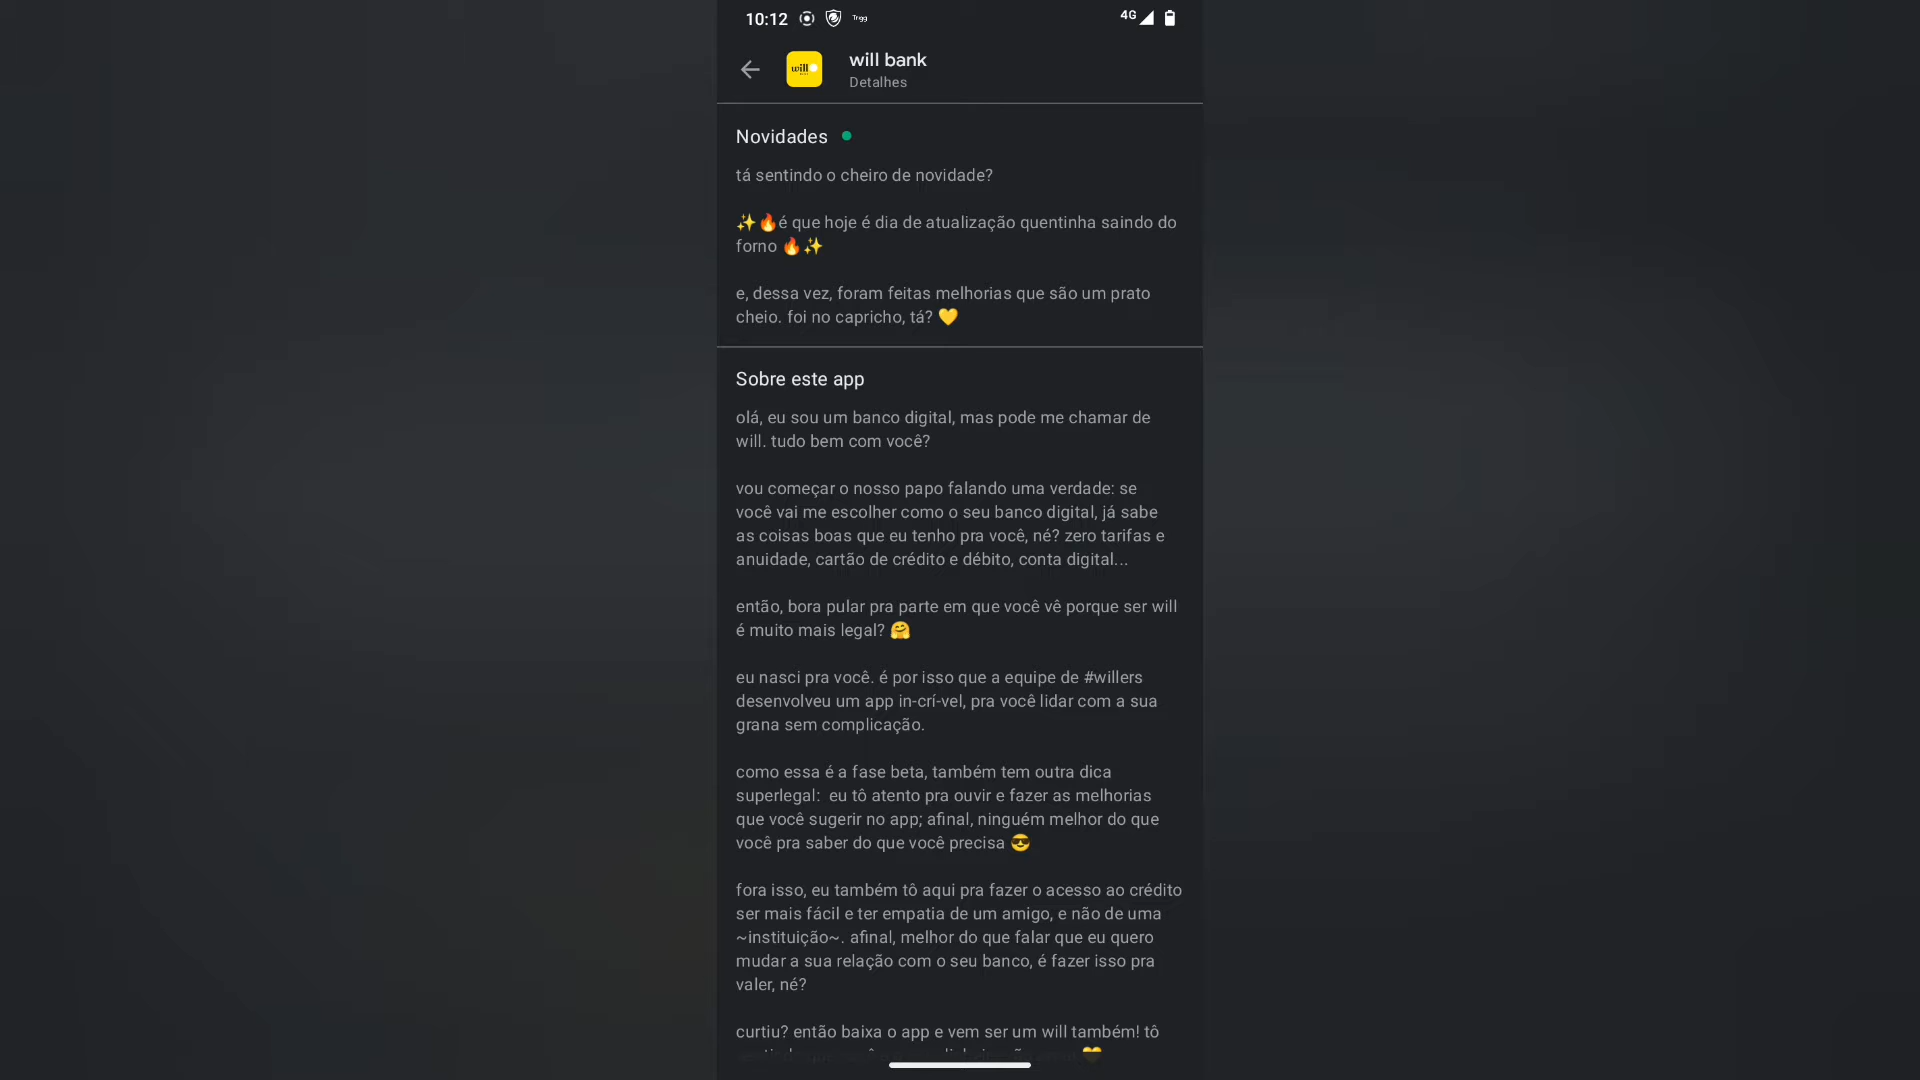 10:12
Trigg
4G
will
will bank
Detalhes
Novidades
tá sentindo o cheiro de novidade?
✨🔥é que hoje é dia de atualização quentinha saindo do
forno 🔥✨
e, dessa vez, foram feitas melhorias que são um prato
cheio. foi no capricho, tá? 💛
Sobre este app
olá, eu sou um banco digital, mas pode me chamar de
will. tudo bem com você?
vou começar o nosso papo falando uma verdade: se
você vai me escolher como o seu banco digital, já sabe
as coisas boas que eu tenho pra você, né? zero tarifas e
anuidade, cartão de crédito e débito, conta digital...
então, bora pular pra parte em que você vê porque ser will
é muito mais legal? 🤗
eu nasci pra você. é por isso que a equipe de #willers
desenvolveu um app in-crí-vel, pra você lidar com a sua
grana sem complicação.
como essa é a fase beta, também tem outra dica
superlegal:  eu tô atento pra ouvir e fazer as melhorias
que você sugerir no app; afinal, ninguém melhor do que
você pra saber do que você precisa 😎
fora isso, eu também tô aqui pra fazer o acesso ao crédito
ser mais fácil e ter empatia de um amigo, e não de uma
~instituição~. afinal, melhor do que falar que eu quero
mudar a sua relação com o seu banco, é fazer isso pra
valer, né?
curtiu? então baixa o app e vem ser um will também! tô
💛